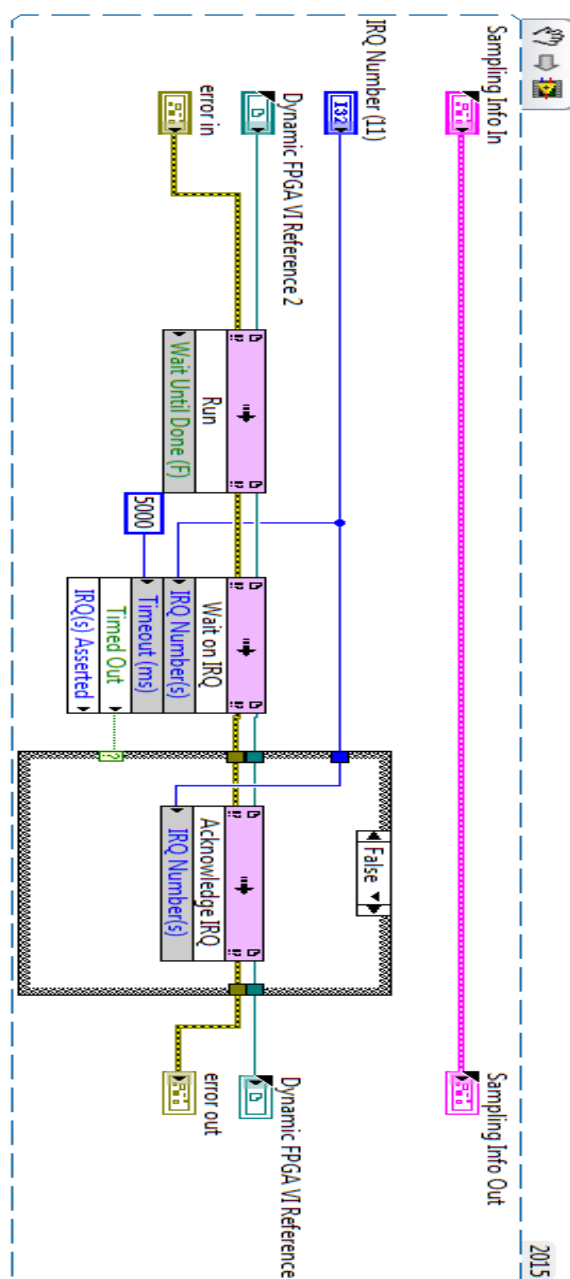 2015
Sampling Info In
Sampling Info Out
IRQ Number (11)
I32
Dynamic FPGA VI Reference 2
Dynamic FPGA VI Reference
error in
error out
Run
Wait Until Done (F)
5000
Wait on IRQ
IRQ Number(s)
Timeout (ms)
Timed Out
IRQ(s) Asserted
?
False
Acknowledge IRQ
IRQ Number(s)